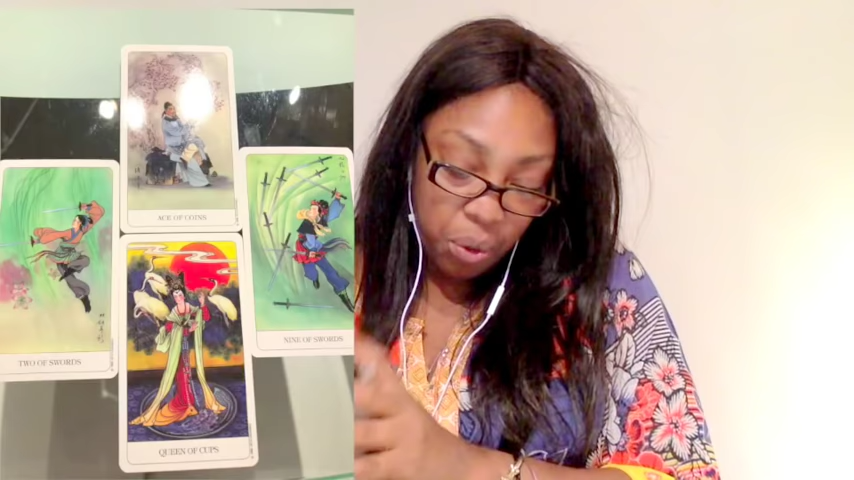 ACE OF COINS
TWO OF SWORDS
NINE OF SWORDS
QUEEN OF CUPS